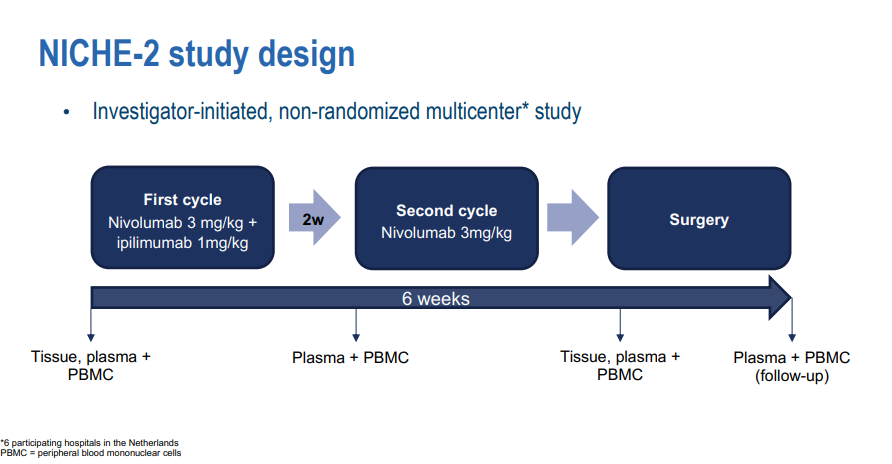 NICHE-2 study design
• Investigator-initiated, non-randomized multicenter* study
First cycle
Nivolumab 3 mg/kg +
ipilimumab 1mg/kg
2w
Second cycle
Nivolumab 3mg/kg
Surgery
6 weeks
Tissue, plasma +
PBMC
Plasma + PBMC
Tissue, plasma +
PBMC
Plasma + PBMC
(follow-up)
*6 participating hospitals in the Netherlands
PBMC = peripheral blood mononuclear cells